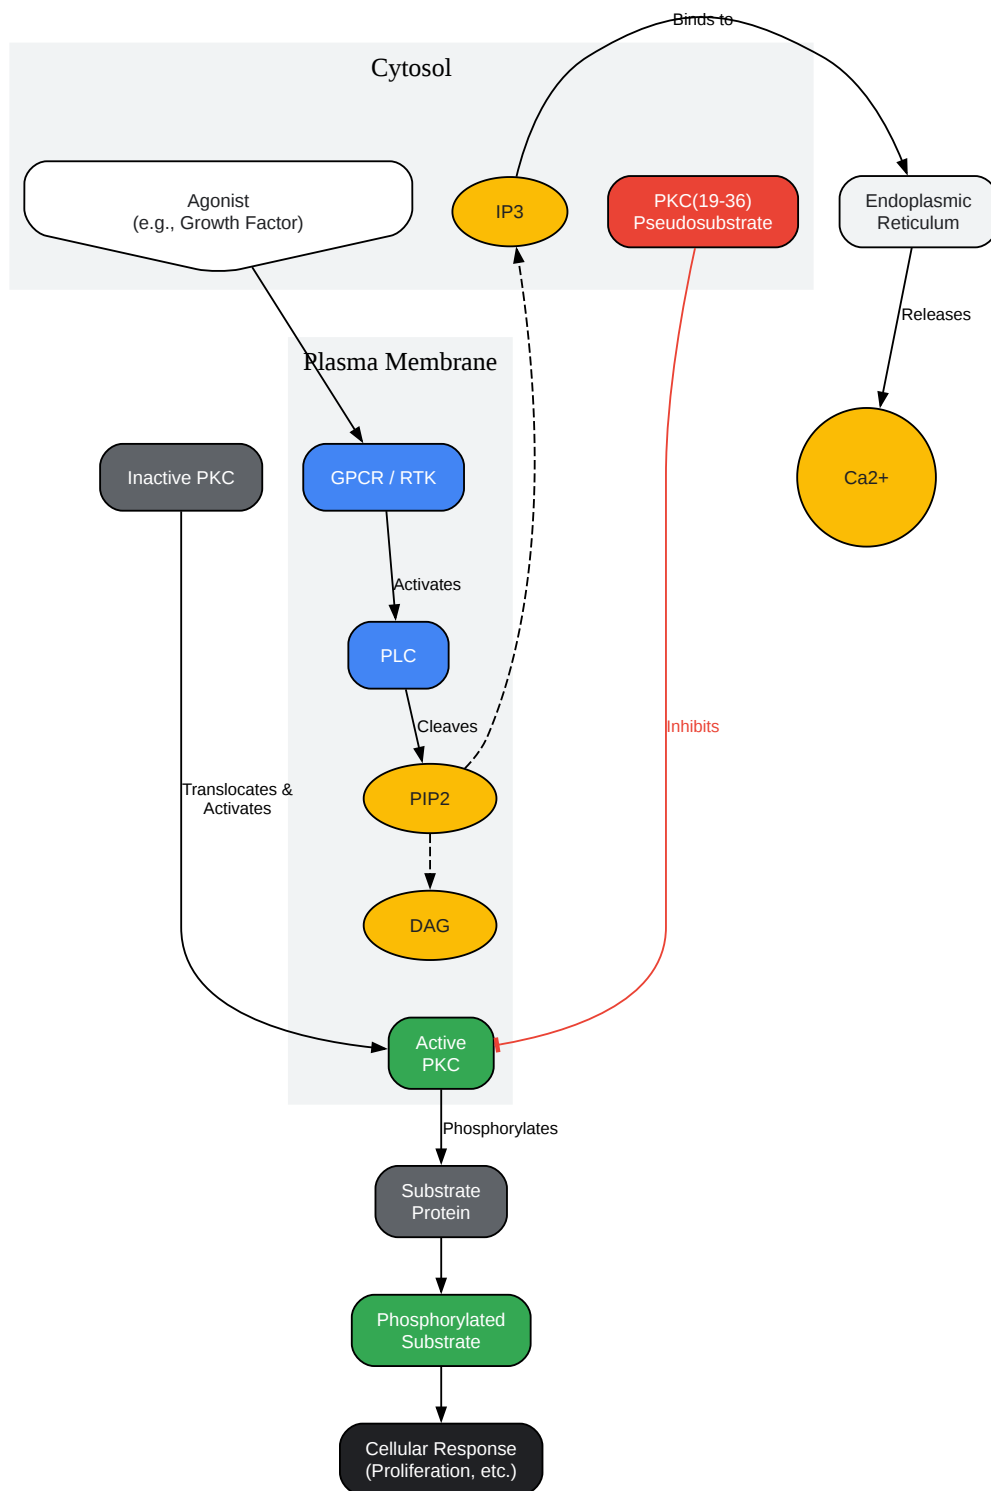 Binds to
Cytosol
Agonist
(e.g., Growth Factor)
IP3
PKC(19-36)
Pseudosubstrate
Endoplasmic
Reticulum
Releases
Plasma Membrane
Inactive PKC
GPCR / RTK
Ca2+
Activates
PLC
Cleaves
Inhibits
Translocates &
Activates
PIP2
DAG
Active
PKC
Phosphorylates
Substrate
Protein
Phosphorylated
Substrate
Cellular Response
(Proliferation, etc.)